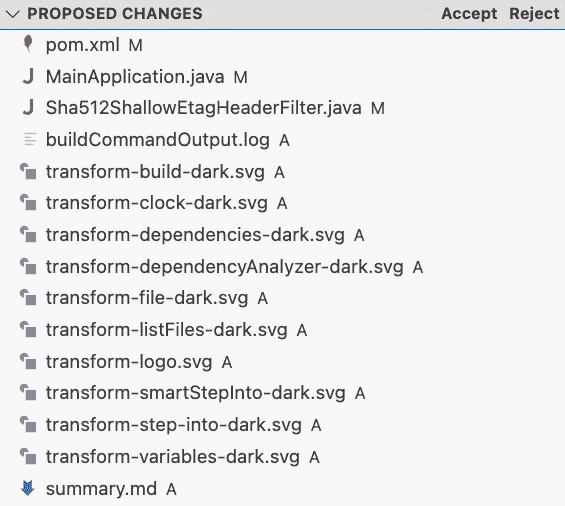 PROPOSED CHANGES Accept Reject
pom.xml M
MainApplication.java M
Sha512ShallowEtagHeaderFilter.java M
buildCommandOutput.log A
transform-build-dark.svg A
transform-clock-dark.svg A
transform-dependencies-dark.svg A
transform-dependencyAnalyzer-dark.svg A
transform-file-dark.svg A
transform-listFiles-dark.svg A
transform-logo.svg A
transform-smartStepInto-dark.svg A
transform-step-into-dark.svg A
transform-variables-dark.svg A
summary.md A